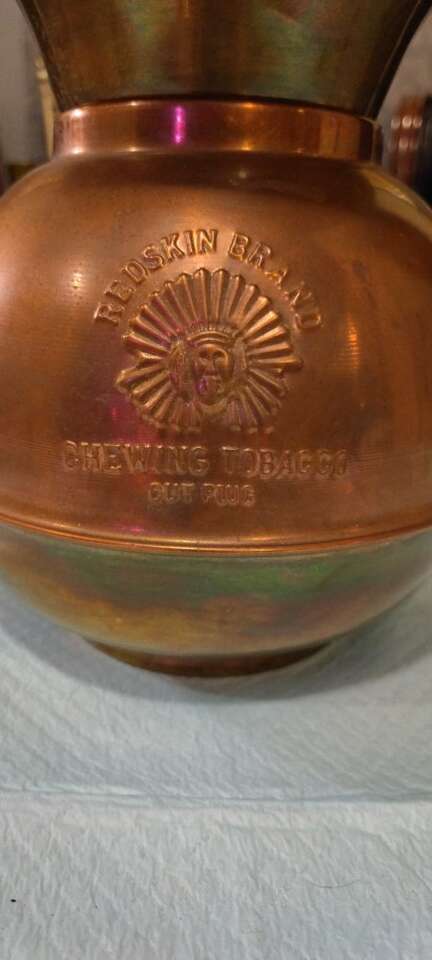 REDSKIN BRAND
CHEWING TOBACCO
CUT PLUG